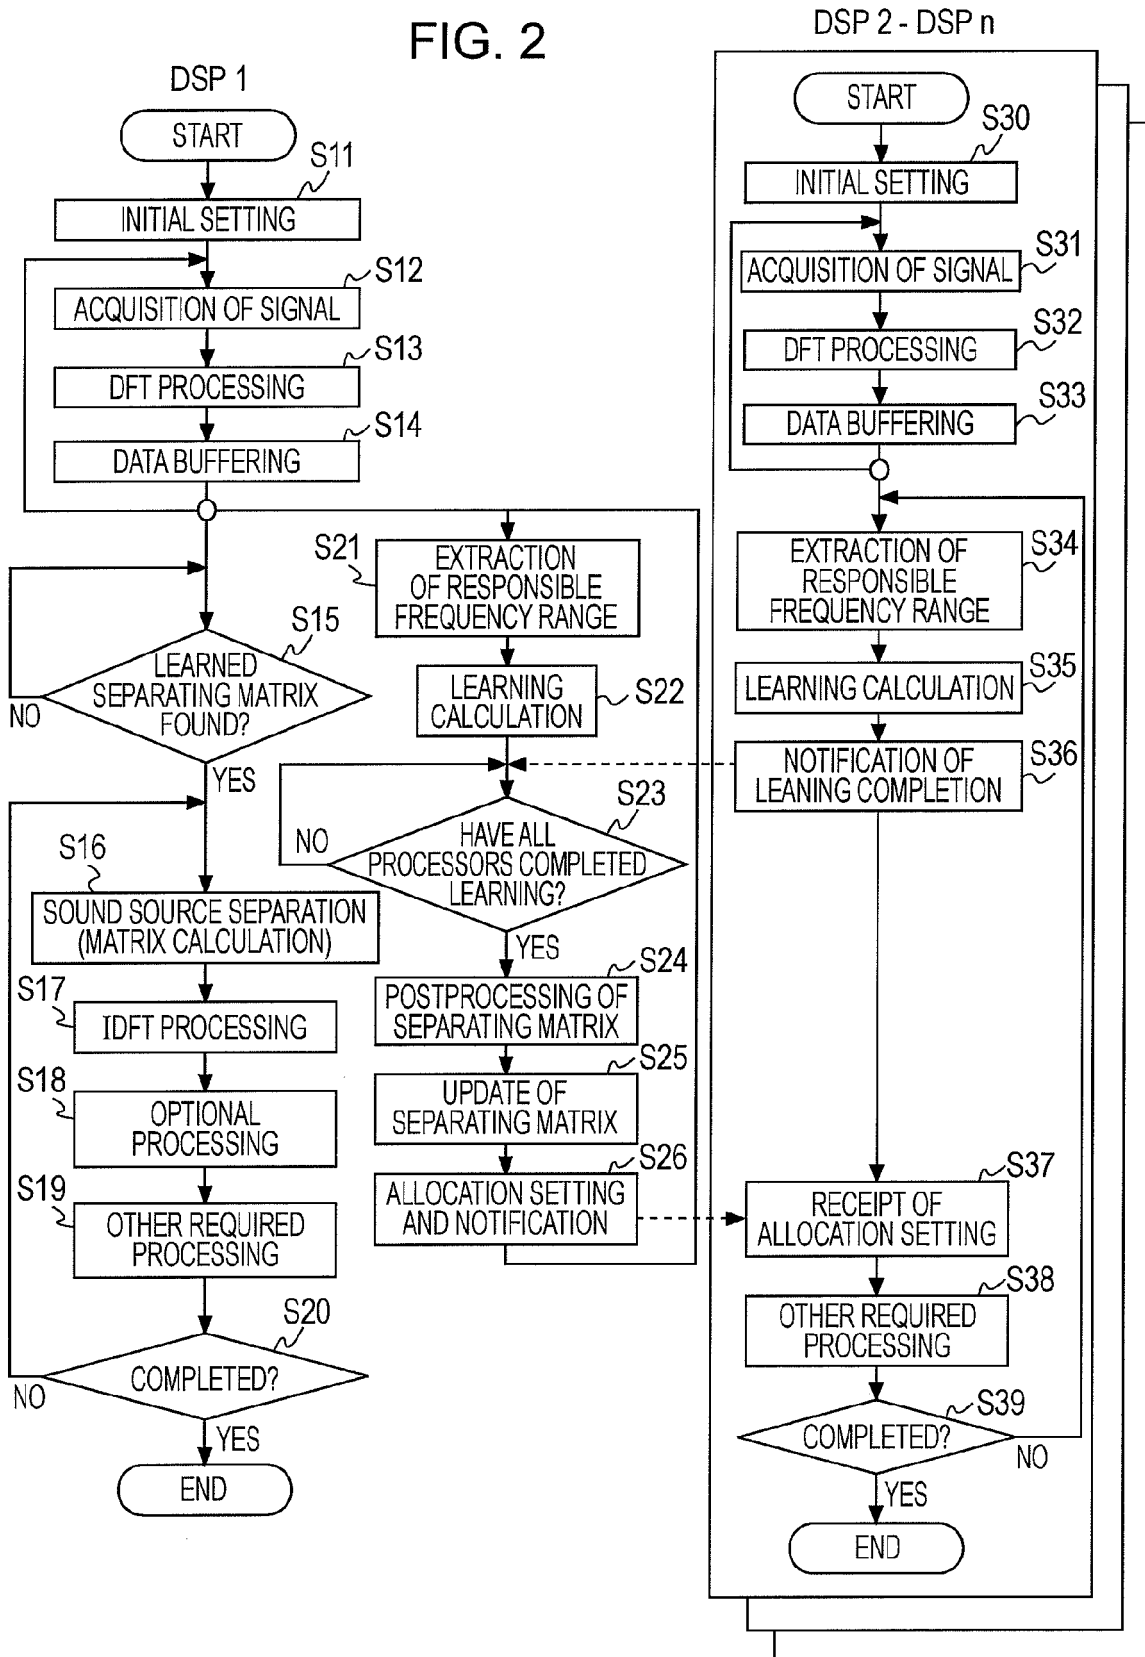 FIG. 2
DSP 1
START
S11
INITIAL SETTING
S12
ACQUISITION OF SIGNAL
S13
DFT PROCESSING
S14
DATA BUFFERING
S15
LEARNED
SEPARATING MATRIX
FOUND?
NO
YES
S16
SOUND SOURCE SEPARATION
(MATRIX CALCULATION)
S17
IDFT PROCESSING
S18
OPTIONAL
PROCESSING
S19
OTHER REQUIRED
PROCESSING
S20
COMPLETED?
NO
YES
END
S21
EXTRACTION
OF RESPONSIBLE
FREQUENCY RANGE
S22
LEARNING
CALCULATION
S23
HAVE ALL
PROCESSORS COMPLETED
LEARNING?
NO
YES
S24
POSTPROCESSING OF
SEPARATING MATRIX
S25
UPDATE OF
SEPARATING MATRIX
S26
ALLOCATION SETTING
AND NOTIFICATION
DSP 2 - DSP n
START
S30
INITIAL SETTING
S31
ACQUISITION OF SIGNAL
S32
DFT PROCESSING
S33
DATA BUFFERING
S34
EXTRACTION OF
RESPONSIBLE
FREQUENCY RANGE
S35
LEARNING CALCULATION
S36
NOTIFICATION OF
LEANING COMPLETION
S37
RECEIPT OF
ALLOCATION SETTING
S38
OTHER REQUIRED
PROCESSING
S39
COMPLETED?
NO
YES
END